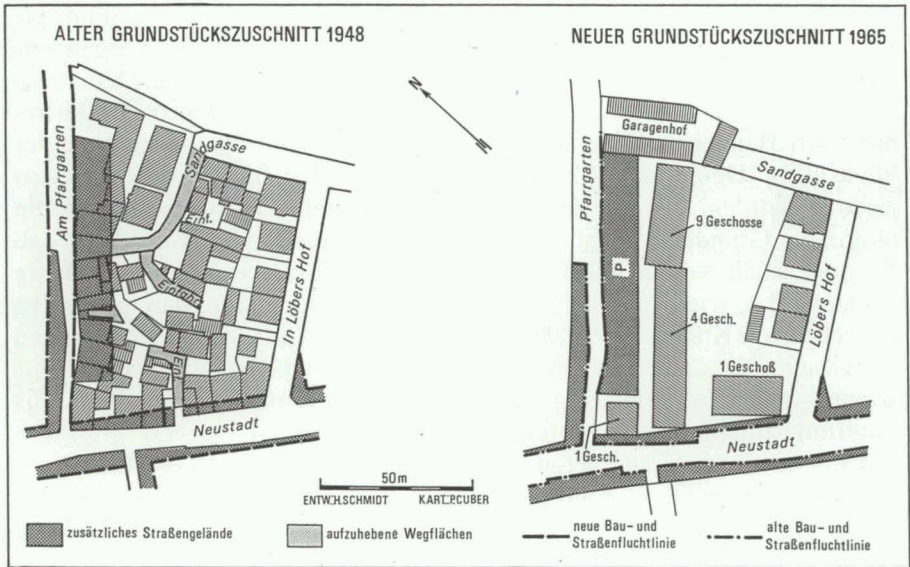 ALTER GRUNDSTÜCKSZUSCHNITT 1948
Am Pfarrgarten
Sandgasse
Einf.
Einfahrt
Einf.
In Löbers Hof
Neustadt
N
50m
ENTW.:H.SCHMIDT KART.:P.CUBER
NEUER GRUNDSTÜCKSZUSCHNITT 1965
Garagenhof
Pfarrgarten
Sandgasse
9 Geschosse
P
4 Gesch.
Löbers Hof
1 Geschoß
Neustadt
1 Gesch.
zusätzliches Straßengelände
aufzuhebene Wegflächen
neue Bau- und
Straßenfluchtlinie
alte Bau- und
Straßenfluchtlinie